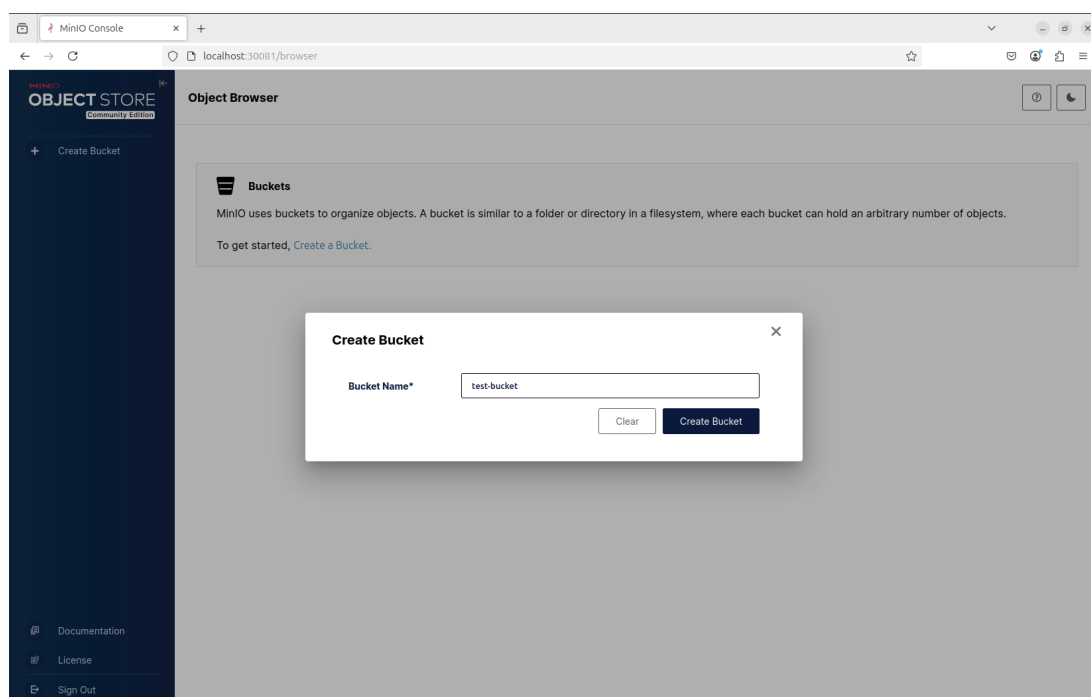 MinIO Console
localhost:30081/browser
MINIO
OBJECT STORE
Community Edition
Object Browser
Create Bucket
Buckets
MinIO uses buckets to organize objects. A bucket is similar to a folder or directory in a filesystem, where each bucket can hold an arbitrary number of objects.
To get started, Create a Bucket.
Create Bucket
Bucket Name*
test-bucket
Clear
Create Bucket
Documentation
License
Sign Out